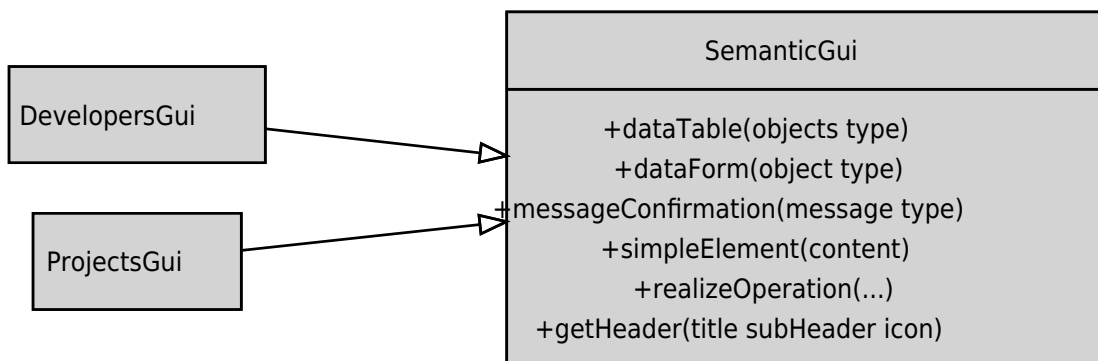 SemanticGui
DevelopersGui
+dataTable(objects type)
+dataForm(object type)
+messageConfirmation(message type)
+simpleElement(content)
ProjectsGui
+realizeOperation(...)
+getHeader(title subHeader icon)